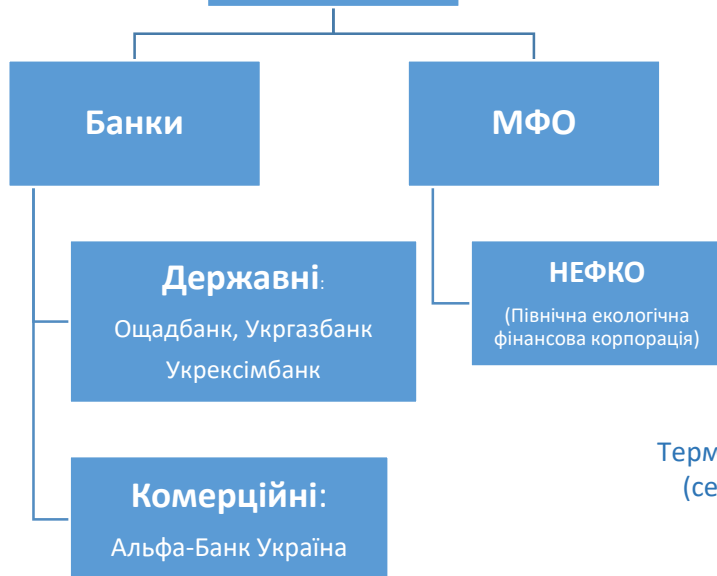 Банки
МФО
Державні:
Ощадбанк, Укргазбанк
Укрексімбанк
НЕФКО
(Північна екологічна
фінансова корпорація)
Комерційні:
Альфа-Банк Україна